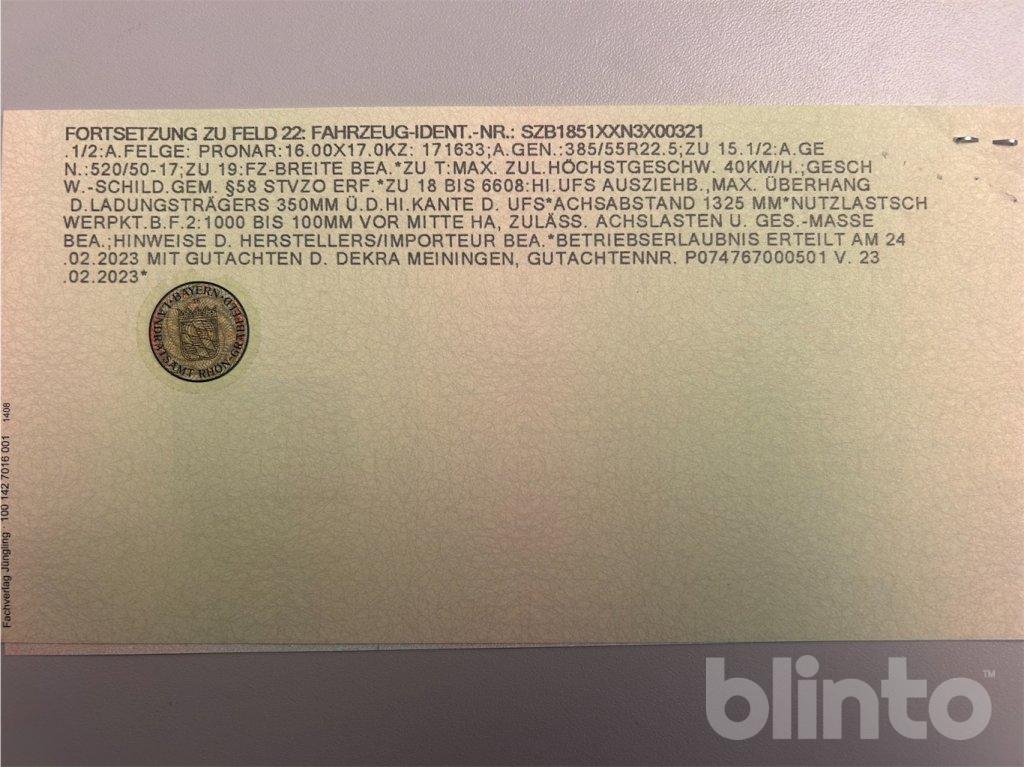 FORTSETZUNG ZU FELD 22: FAHRZEUG-IDENT.-NR.: SZB1851XXN3X00321
.1/2:A.FELGE: PRONAR:16.00X17.0KZ: 171633;A.GEN.:385/55R22.5;ZU 15.1/2:A.GE
N.:520/50-17;ZU 19:FZ-BREITE BEA.*ZU T:MAX. ZUL.HÖCHSTGESCHW. 40KM/H.;GESCH
W.-SCHILD.GEM. §58 STVZO ERF.*ZU 18 BIS 6608:HI.UFS AUSZIEHB.,MAX. ÜBERHANG
D.LADUNGSTRÄGERS 350MM Ü.D.HI.KANTE D. UFS*ACHSABSTAND 1325 MM*NUTZLASTSCH
WERPKT.B.F.2:1000 BIS 100MM VOR MITTE HA, ZULÄSS. ACHSLASTEN U. GES.-MASSE
BEA.;HINWEISE D. HERSTELLERS/IMPORTEUR BEA.*BETRIEBSERLAUBNIS ERTEILT AM 24
.02.2023 MIT GUTACHTEN D. DEKRA MEININGEN, GUTACHTENNR. P074767000501 V. 23
.02.2023*
BAYERN
LANDRATSAMT RHÖN-GRABFELD
Fachverlag Jüngling · 100 142 7016 001 1408
blinto™